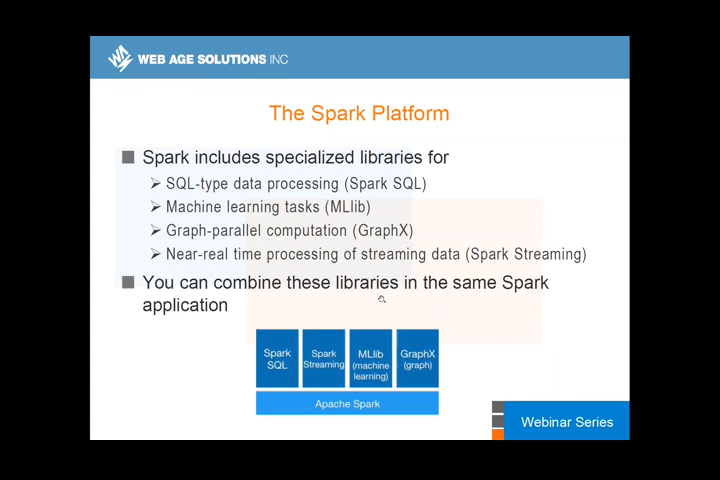 WEB AGE SOLUTIONS INC
The Spark Platform
Spark includes specialized libraries for
SQL-type data processing (Spark SQL)
Machine learning tasks (MLlib)
Graph-parallel computation (GraphX)
Near-real time processing of streaming data (Spark Streaming)
You can combine these libraries in the same Spark
application
Spark
SQL
Spark
Streaming
MLlib
(machine
learning)
GraphX
(graph)
Apache Spark
Webinar Series